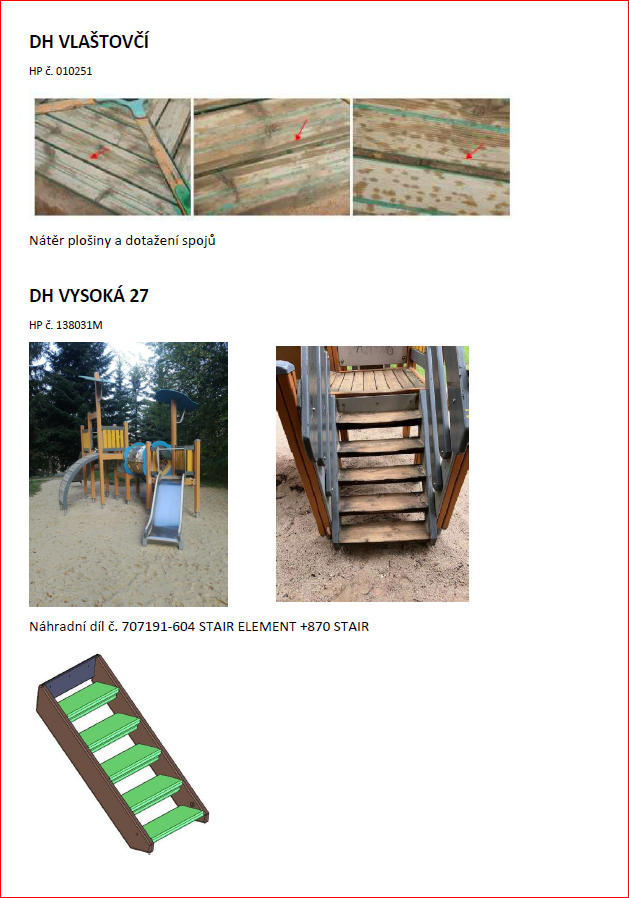 DH VLAŠTOVČÍ
HP č. 010251
Nátěr plošiny a dotažení spojů
DH VYSOKÁ 27
HP č. 138031M
Náhradní díl č. 707191-604 STAIR ELEMENT +870 STAIR